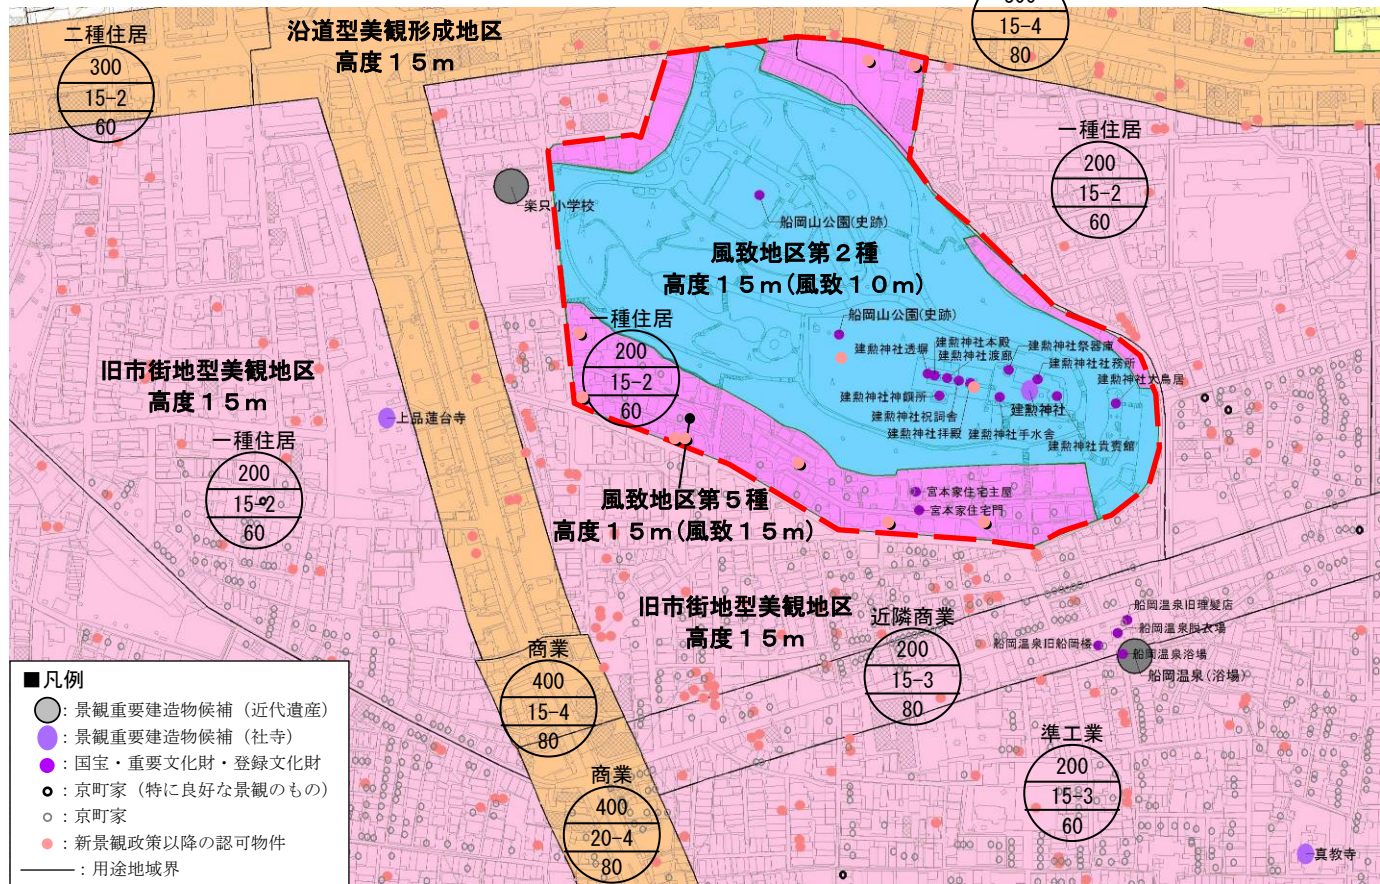 二種住居
300
15-2
60
沿道型美観形成地区
高度15m
15-4
80
一種住居
200
15-2
60
楽只小学校
船岡山公園(史跡)
風致地区第2種
高度15m(風致10m)
船岡山公園(史跡)
一種住居
200
15-2
60
建勲神社透塀
建勲神社本殿
建勲神社渡廊
建勲神社祭器庫
建勲神社社務所
建勲神社大鳥居
建勲神社神饌所
建勲神社
建勲神社祝詞舎
建勲神社拝殿
建勲神社手水舎
建勲神社貴賓館
旧市街地型美観地区
高度15m
上品蓮台寺
一種住居
200
15-2
60
宮本家住宅主屋
宮本家住宅門
風致地区第5種
高度15m(風致15m)
旧市街地型美観地区
高度15m
近隣商業
200
15-3
80
船岡温泉旧理髪店
船岡温泉脱衣場
船岡温泉旧船岡楼
船岡温泉浴場
船岡温泉(浴場)
商業
400
15-4
80
準工業
200
15-3
60
商業
400
20-4
80
真教寺
■凡例
:景観重要建造物候補(近代遺産)
:景観重要建造物候補(社寺)
:国宝・重要文化財・登録文化財
:京町家(特に良好な景観のもの)
:京町家
:新景観政策以降の認可物件
:用途地域界